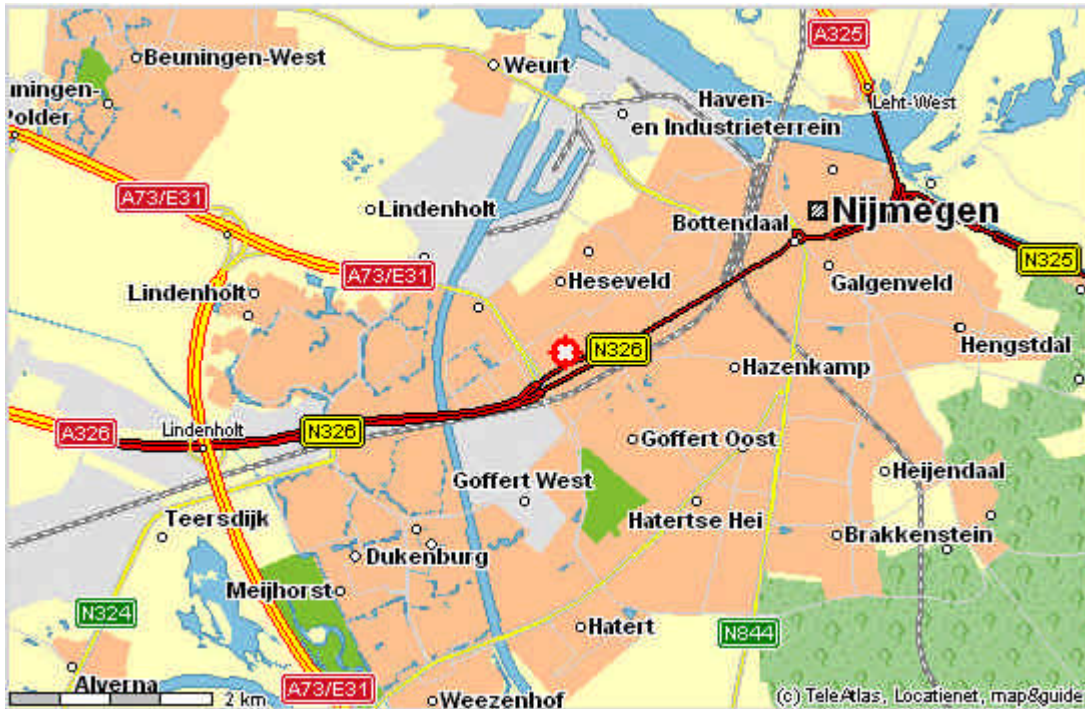 A325
Beuningen-West
Weurt
uningen-
Polder
Haven-
en Industrieterrein
Leht-West
A73/E31
Lindenholt
Bottendaal
Nijmegen
N325
A73/E31
Heseveld
Galgenveld
Lindenholt
N326
Hengstdal
Hazenkamp
A326
Lindenholt
N326
Goffert Oost
Goffert West
Heijendaal
Teersdijk
Hatertse Hei
Brakkenstein
Dukenburg
Meijhorst
N324
Hatert
N844
Alverna
A73/E31
2 km
Weezenhof
(c) TeleAtlas, Locatienet, map&guide